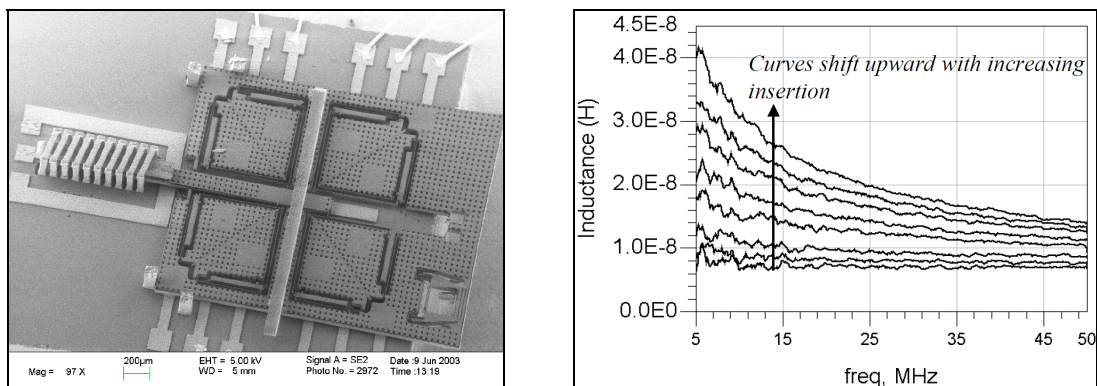 200µm
Mag = 97 X
EHT = 5.00 kV
WD = 5 mm
Signal A = SE2
Photo No. = 2972
Date :9 Jun 2003
Time :13:19
4.5E-8
4.0E-8
3.0E-8
2.0E-8
1.0E-8
0.0E0
Inductance (H)
Curves shift upward with increasing
insertion
5
15
25
35
45
50
freq, MHz